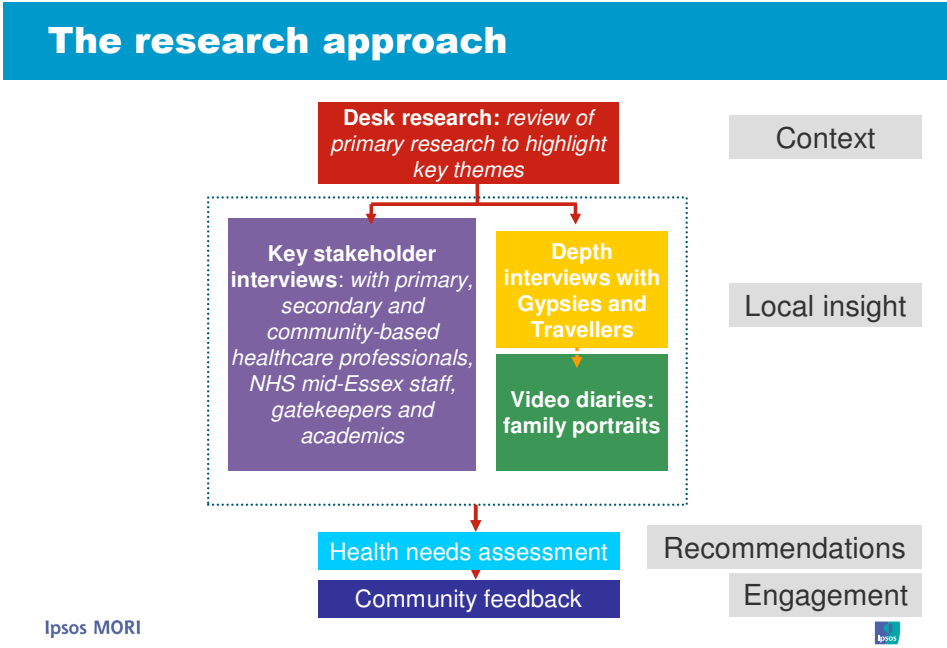 The research approach
Desk research: review of
primary research to highlight
key themes
Context
Key stakeholder
interviews: with primary,
secondary and
community-based
healthcare professionals,
NHS mid-Essex staff,
gatekeepers and
academics
Depth
interviews with
Gypsies and
Travellers
Video diaries:
family portraits
Local insight
Health needs assessment
Recommendations
Community feedback
Engagement
Ipsos MORI
Ipsos